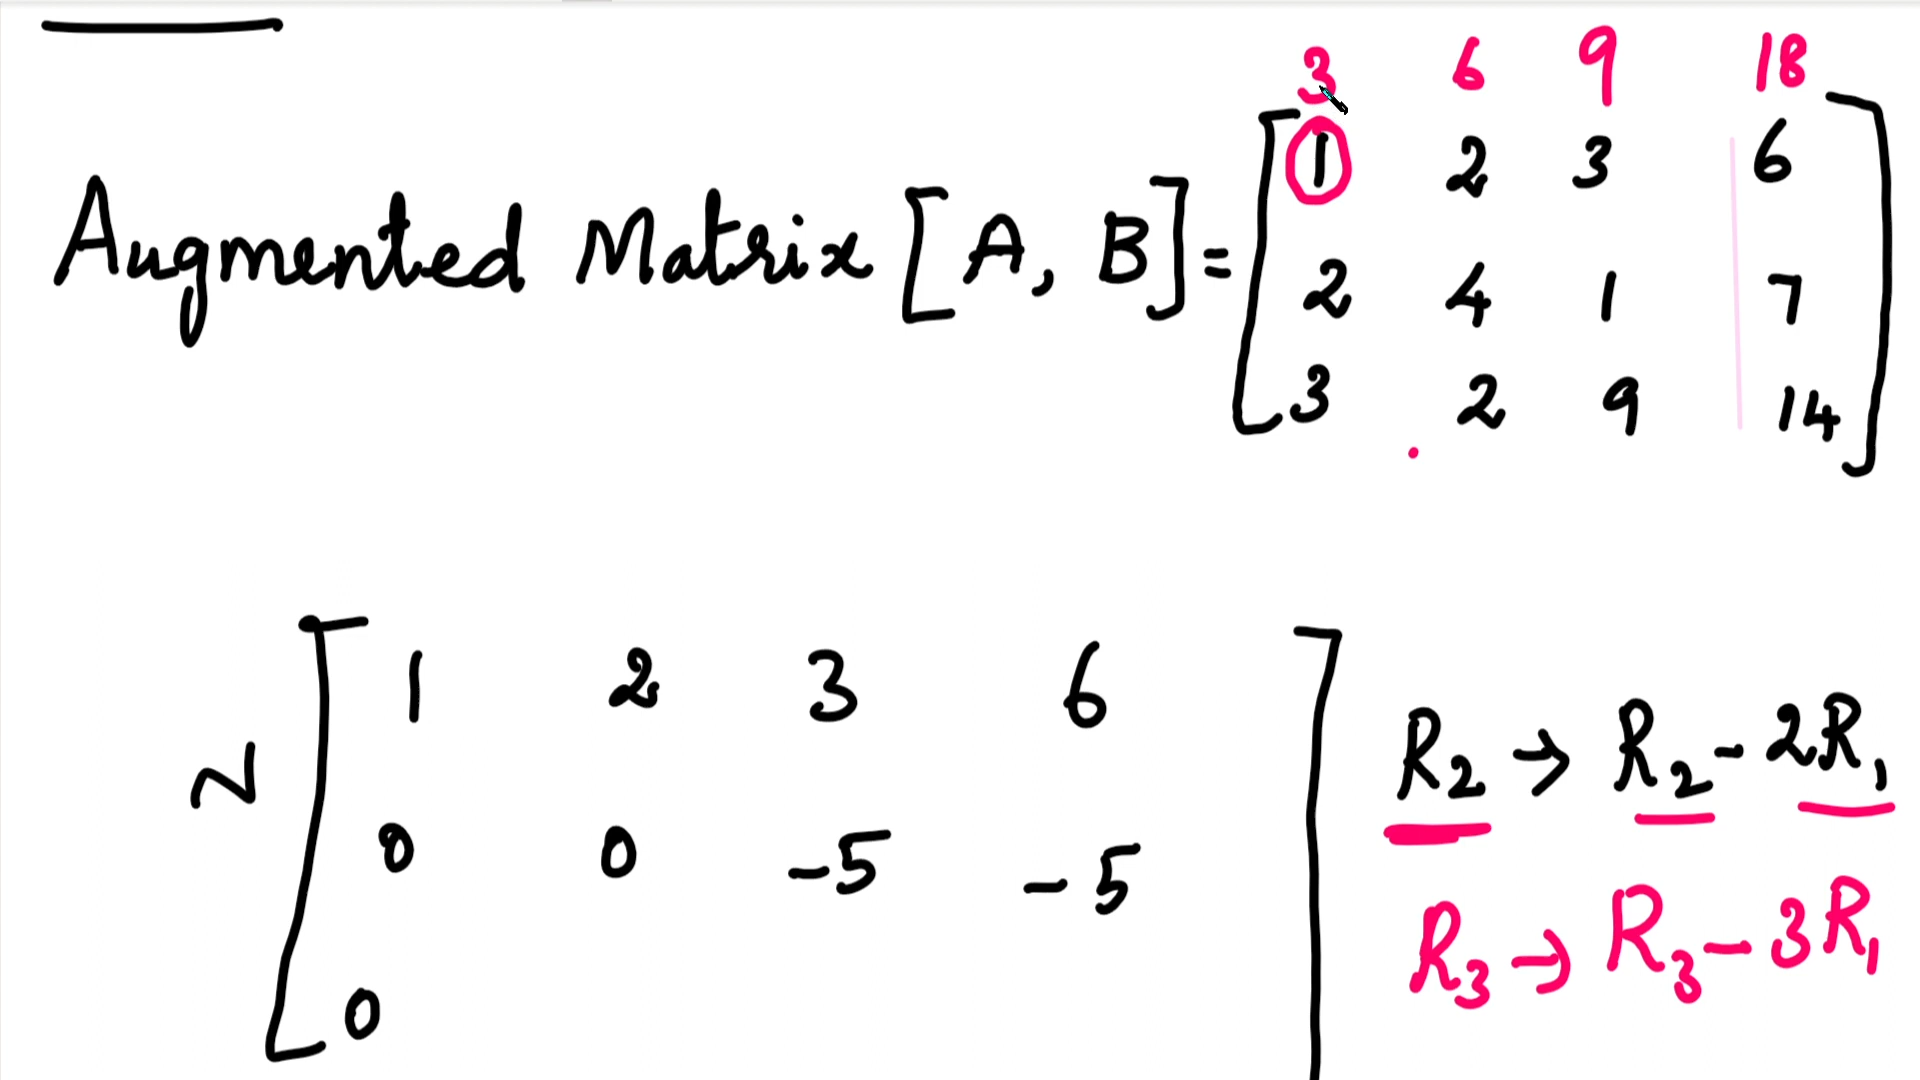 3 6 9 18
1 2 3 6
Augmented Matrix [A, B] = 2 4 1 7
3 2 9 14
~ 1 2 3 6
R2 → R2 - 2R1
0 0 -5 -5
R3 → R3 - 3R1
0